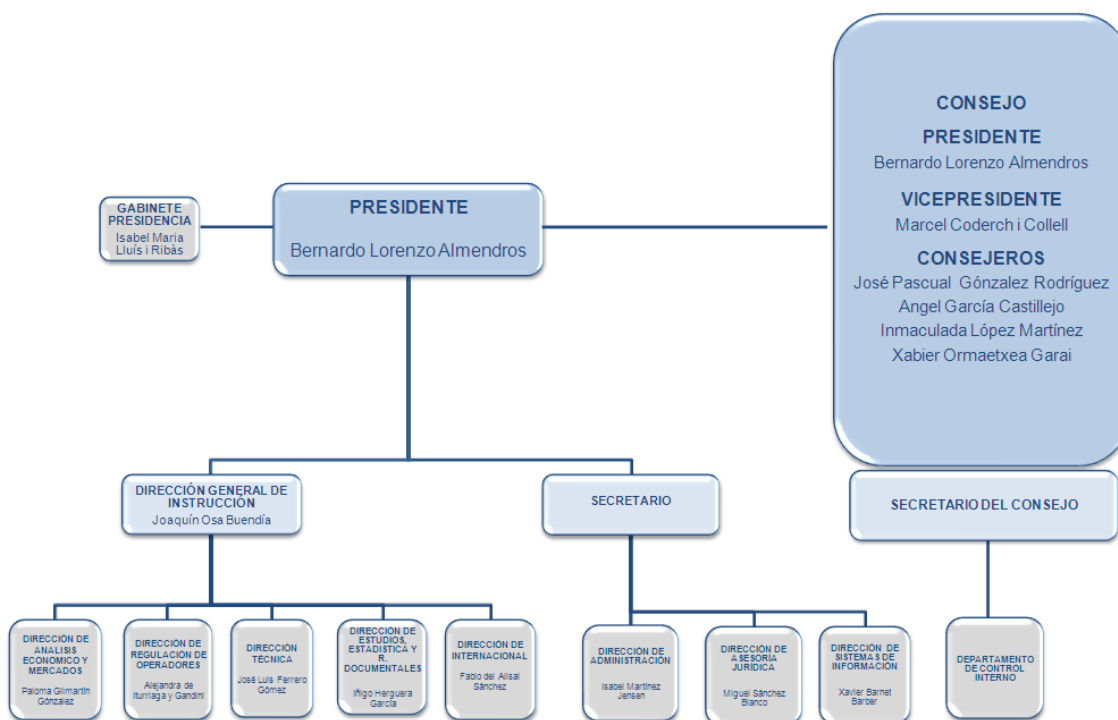 CONSEJO
PRESIDENTE
Bernardo Lorenzo Almendros
VICEPRESIDENTE
Marcel Coderch i Collell
CONSEJEROS
José Pascual Gónzalez Rodríguez
Angel García Castillejo
Inmaculada López Martínez
Xabier Ormaetxea Garai
GABINETE
PRESIDENCIA
Isabel Maria
Lluís i Ribàs
PRESIDENTE
Bernardo Lorenzo Almendros
DIRECCIÓN GENERAL DE
INSTRUCCIÓN
Joaquín Osa Buendía
SECRETARIO
SECRETARIO DEL CONSEJO
DIRECCIÓN DE
ANALISIS
ECONOMICO Y
MERCADOS
Paloma Gilmartín
Gónzalez
DIRECCIÓN DE
REGULACIÓN DE
OPERADORES
Alejandra de
Iturriaga y Gandini
DIRECCIÓN
TÉCNICA
José Luis Ferrero
Gómez
DIRECCIÓN DE
ESTUDIOS,
ESTADISTICA Y
R. DOCUMENTALES
Iñigo Herguera
García
DIRECCIÓN DE
INTERNACIONAL
Fabio del Alisal
Sánchez
DIRECCIÓN DE
ADMINISTRACIÓN
Isabel Martínez
Jensen
DIRECCIÓN DE
ASESORÍA
JURÍDICA
Miguel Sánchez
Blanco
DIRECCIÓN DE
SISTEMAS DE
INFORMACIÓN
Xavier Barnet
Barber
DEPARTAMENTO
DE CONTROL
INTERNO